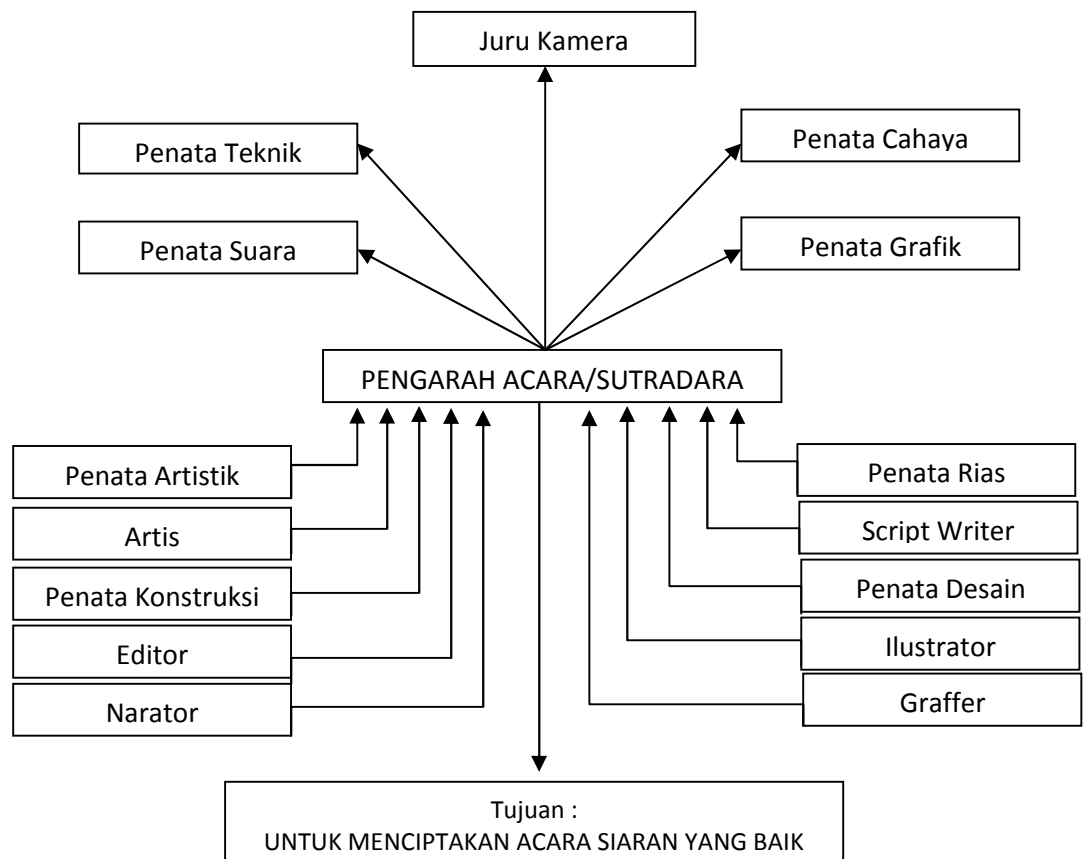 Juru Kamera
Penata Teknik
Penata Cahaya
Penata Suara
Penata Grafik
PENGARAH ACARA/SUTRADARA
Penata Artistik
Artis
Penata Konstruksi
Editor
Narator
Penata Rias
Script Writer
Penata Desain
Ilustrator
Graffer
Tujuan :
UNTUK MENCIPTAKAN ACARA SIARAN YANG BAIK